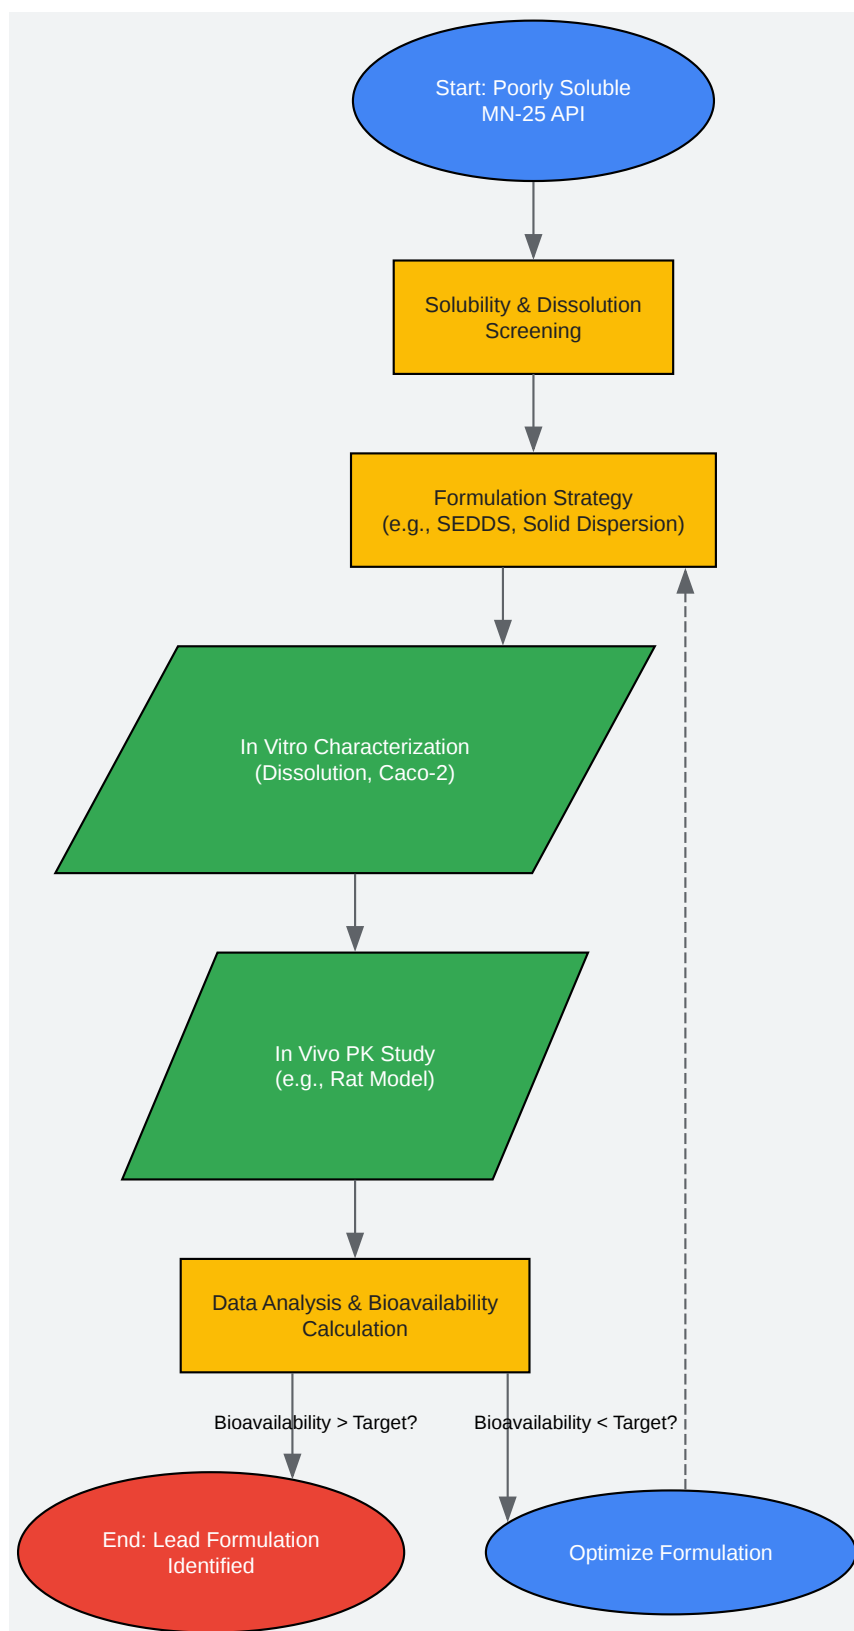 Start: Poorly Soluble
MN-25 API
Solubility & Dissolution
Screening
Formulation Strategy
(e.g., SEDDS, Solid Dispersion)
In Vitro Characterization
(Dissolution, Caco-2)
In Vivo PK Study
(e.g., Rat Model)
Data Analysis & Bioavailability
Calculation
Bioavailability > Target?
Bioavailability < Target?
End: Lead Formulation
Identified
Optimize Formulation